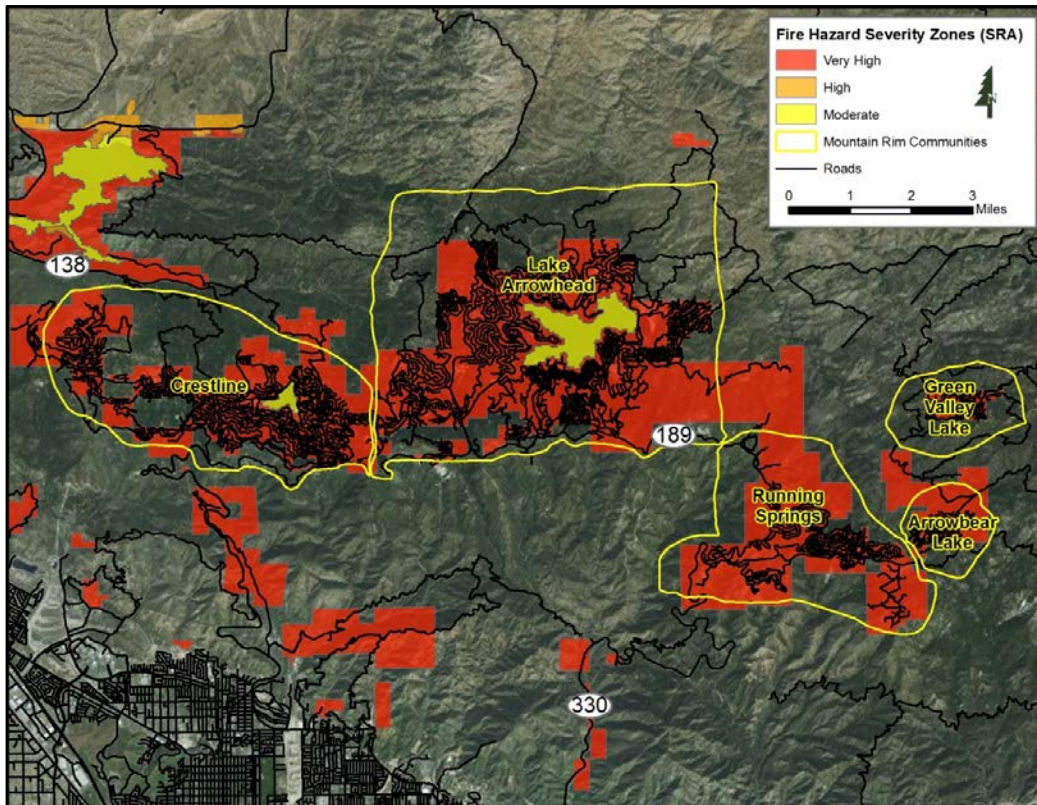 Fire Hazard Severity Zones (SRA)
Very High
High
Moderate
Mountain Rim Communities
Roads
N
0 1 2 3
Miles
138
Lake
Arrowhead
Crestline
189
Green
Valley
Lake
Running
Springs
Arrowbear
Lake
330